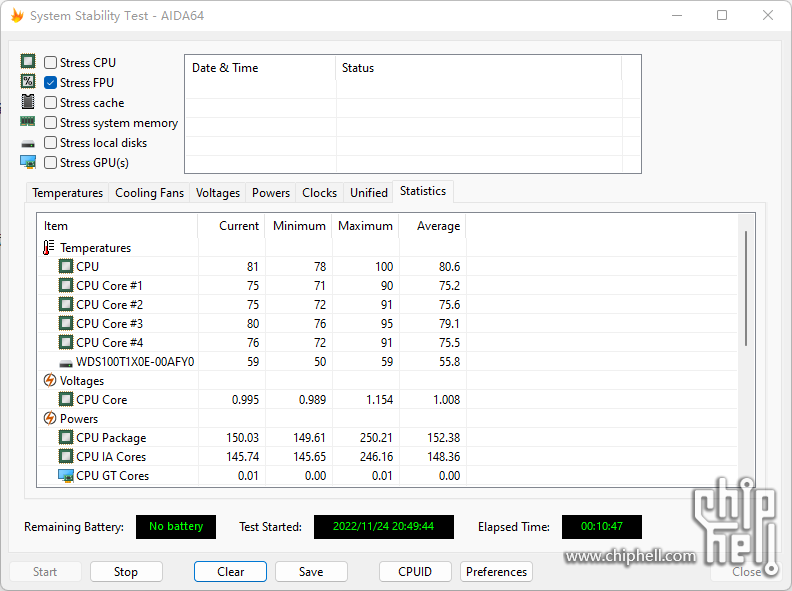 System Stability Test - AIDA64
Stress CPU
Stress FPU
Stress cache
Stress system memory
Stress local disks
Stress GPU(s)
Date & Time Status
Temperatures Cooling Fans Voltages Powers Clocks Unified Statistics
Item Current Minimum Maximum Average
Temperatures
CPU 81 78 100 80.6
CPU Core #1 75 71 90 75.2
CPU Core #2 75 72 91 75.6
CPU Core #3 80 76 95 79.1
CPU Core #4 76 72 91 75.5
WDS100T1X0E-00AFY0 59 50 59 55.8
Voltages
CPU Core 0.995 0.989 1.154 1.008
Powers
CPU Package 150.03 149.61 250.21 152.38
CPU IA Cores 145.74 145.65 246.16 148.36
CPU GT Cores 0.01 0.00 0.01 0.00
Remaining Battery: No battery Test Started: 2022/11/24 20:49:44 Elapsed Time: 00:10:47
Start Stop Clear Save CPUID Preferences Close
chip
hell
www.chiphell.com